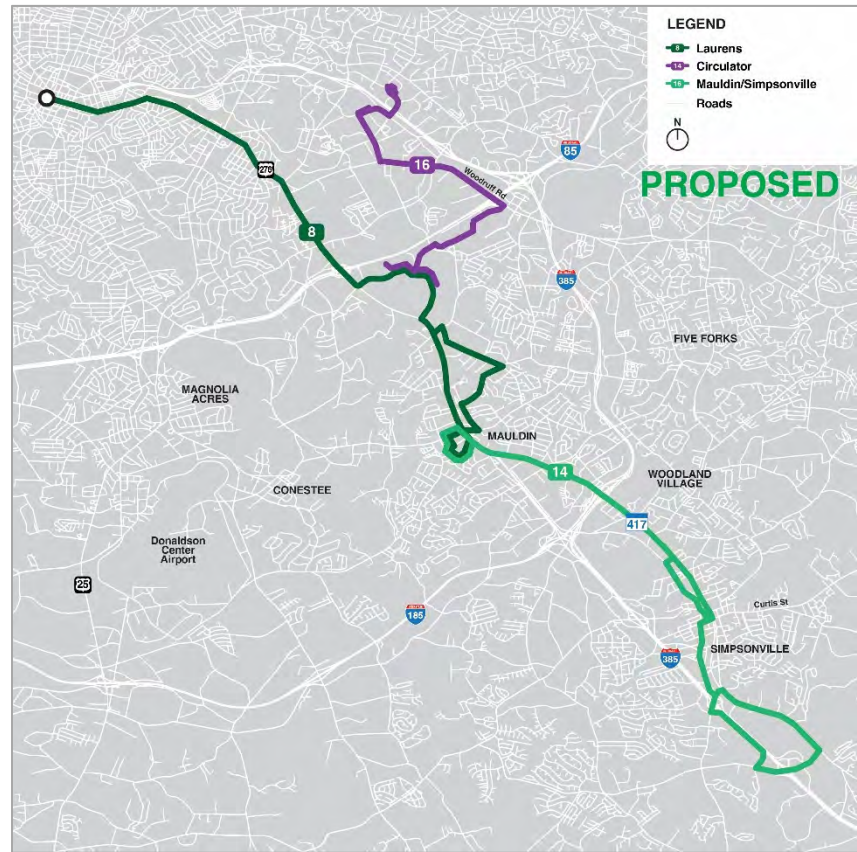 LEGEND
8 Laurens
14 Circulator
16 Mauldin/Simpsonville
Roads
N
PROPOSED
85
276
16
Woodruff Rd
8
385
FIVE FORKS
MAGNOLIA
ACRES
MAULDIN
14
WOODLAND
VILLAGE
CONESTEE
417
Donaldson
Center
Airport
25
185
Curtis St
SIMPSONVILLE
385